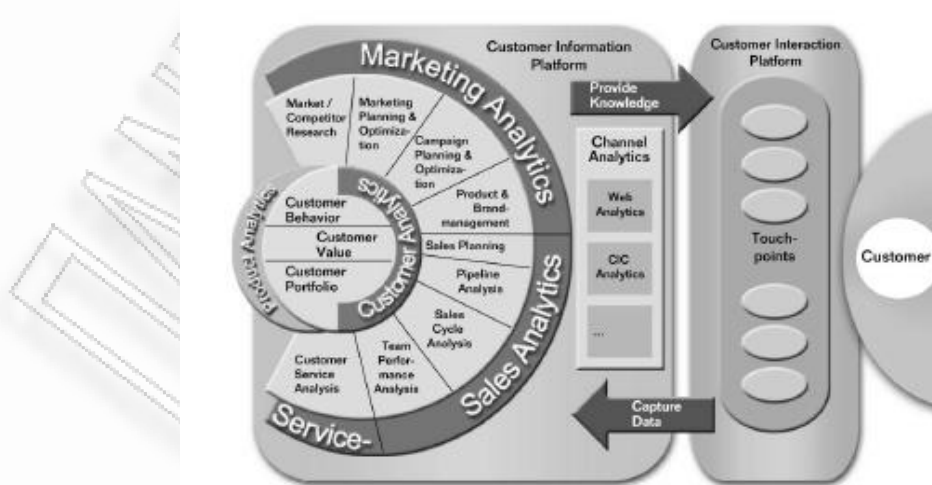 Customer Information
Platform
Customer Interaction
Platform
Marketing Analytics
Provide
Knowledge
Market /
Competitor
Research
Marketing
Planning &
Optimiza-
tion
Campaign
Planning &
Optimiza-
tion
Product &
Brand-
management
Channel
Analytics
Web
Analytics
CIC
Analytics
...
Product Analytics
Customer Analytics
Customer
Behavior
Customer
Value
Customer
Portfolio
Sales Planning
Pipeline
Analysis
Sales
Cycle
Analysis
Team
Perfor-
mance
Analysis
Customer
Service
Analysis
Sales Analytics
Service-
Touch-
points
Customer
Capture
Data